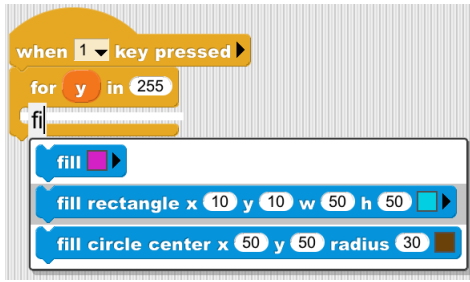 when 1 key pressed
for y in 255
fi
fill
fill rectangle x 10 y 10 w 50 h 50
fill circle center x 50 y 50 radius 30